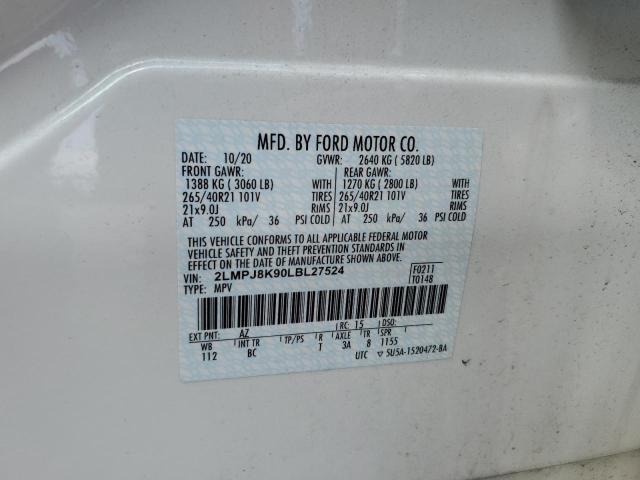 MFD. BY FORD MOTOR CO.
DATE: 10/20 GVWR: 2640 KG ( 5820 LB)
FRONT GAWR: REAR GAWR:
1388 KG ( 3060 LB) WITH 1270 KG ( 2800 LB) WITH
265/40R21 101V TIRES 265/40R21 101V TIRES
21x9.0J RIMS 21x9.0J RIMS
AT 250 kPa/ 36 PSI COLD AT 250 kPa/ 36 PSI COLD
THIS VEHICLE CONFORMS TO ALL APPLICABLE FEDERAL MOTOR
VEHICLE SAFETY AND THEFT PREVENTION STANDARDS IN
EFFECT ON THE DATE OF MANUFACTURE SHOWN ABOVE.
VIN: 2LMPJ8K90LBL27524 F0211
TYPE: MPV T0148
EXT PNT: AZ RC: 15 DSO:
WB INT TR TP/PS R AXLE TR SPR
112 BC T 3A 8 1155
UTC ▽ 5U5A-1520472-BA